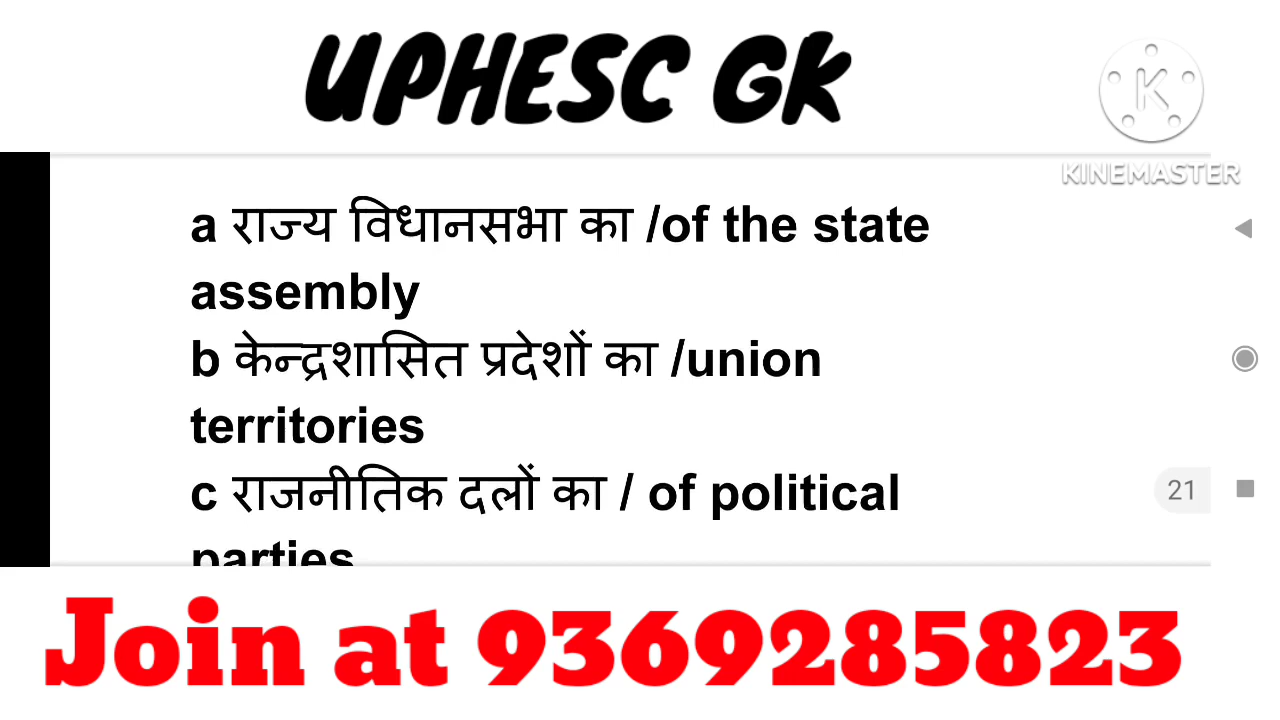 UPHESC GK
K
KINEMASTER
a राज्य विधानसभा का /of the state
assembly
b केन्द्रशासित प्रदेशों का /union
territories
c राजनीतिक दलों का / of political
parties
21
Join at 9369285823